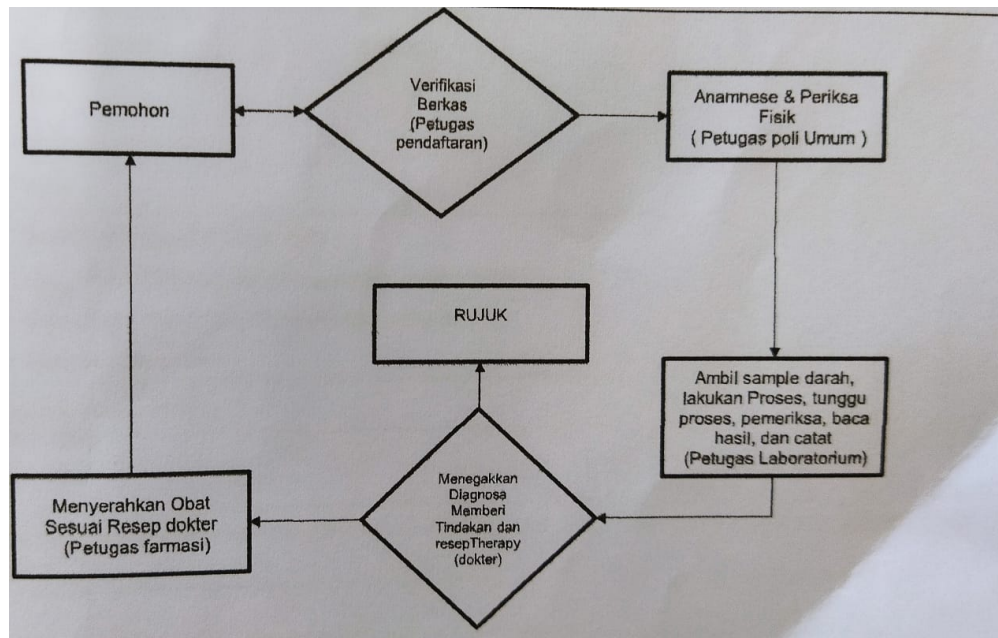 Pemohon
Verifikasi
Berkas
(Petugas
pendaftaran)
Anamnese & Periksa
Fisik
( Petugas poli Umum )
RUJUK
Ambil sample darah,
lakukan Proses, tunggu
proses, pemeriksa, baca
hasil, dan catat
(Petugas Laboratorium)
Menegakkan
Diagnosa
Memberi
Tindakan dan
resepTherapy
(dokter)
Menyerahkan Obat
Sesuai Resep dokter
(Petugas farmasi)